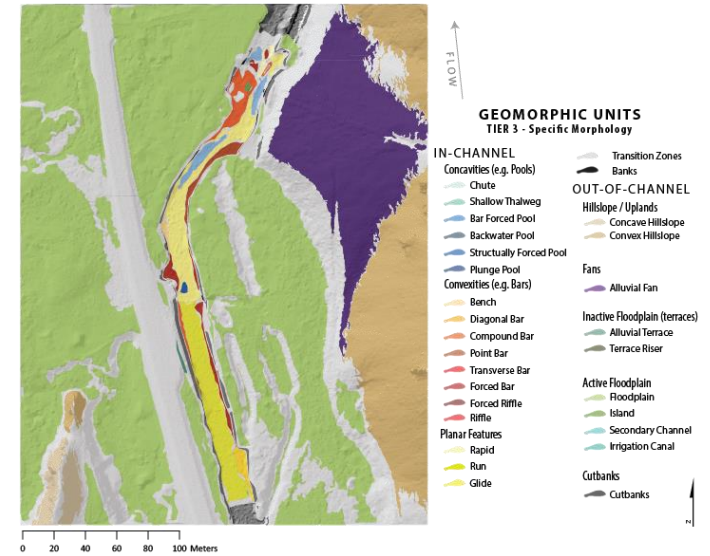 FLOW
GEOMORPHIC UNITS
TIER 3 - Specific Morphology
IN-CHANNEL
Concavities (e.g. Pools)
Chute
Shallow Thalweg
Bar Forced Pool
Backwater Pool
Structually Forced Pool
Plunge Pool
Convexities (e.g. Bars)
Bench
Diagonal Bar
Compound Bar
Point Bar
Transverse Bar
Forced Bar
Forced Riffle
Riffle
Planar Features
Rapid
Run
Glide
Transition Zones
Banks
OUT-OF-CHANNEL
Hillslope / Uplands
Concave Hillslope
Convex Hillslope
Fans
Alluvial Fan
Inactive Floodplain (terraces)
Alluvial Terrace
Terrace Riser
Active Floodplain
Floodplain
Island
Secondary Channel
Irrigation Canal
Cutbanks
Cutbanks
N
0 20 40 60 80 100 Meters